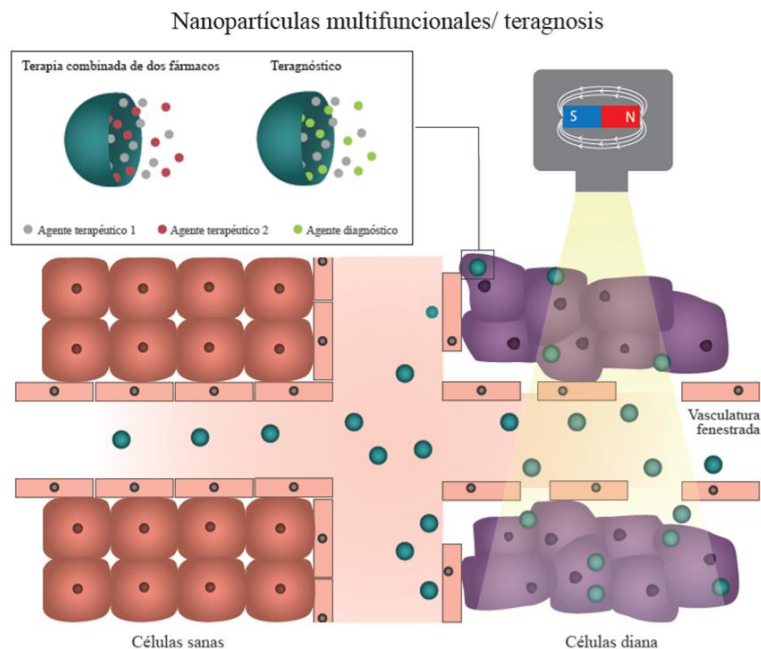 Nanopartículas multifuncionales/ teragnosis
Terapia combinada de dos fármacos
Teragnóstico
Agente terapéutico 1
Agente terapéutico 2
Agente diagnóstico
S
N
Vasculatura
fenestrada
Células sanas
Células diana